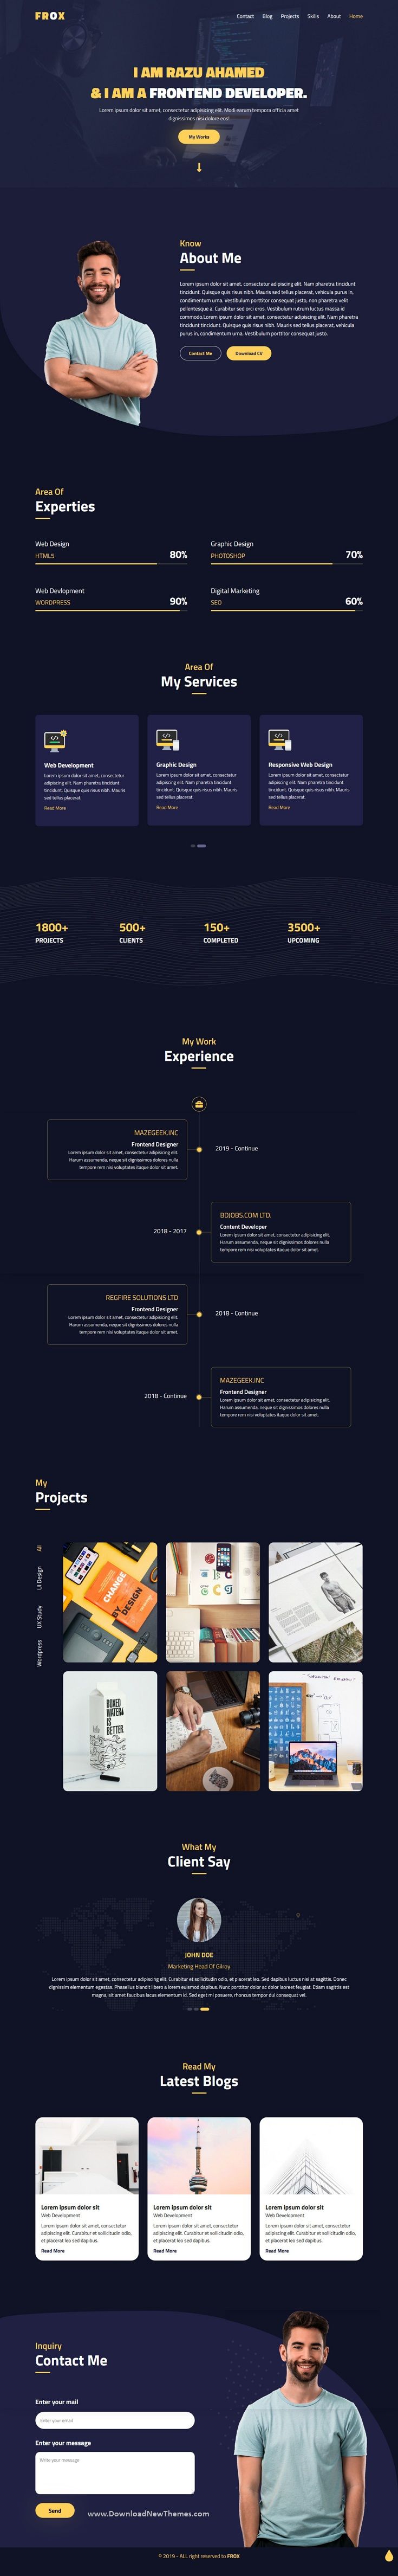 FROX
Contact Blog Projects Skills About Home
I AM RAZU AHAMED
& I AM A FRONTEND DEVELOPER.
Lorem ipsum dolor sit amet, consectetur adipisicing elit. Modi earum tempora officia amet
dignissimos nisi dolore eos!
My Works
Know
About Me
Lorem ipsum dolor sit amet, consectetur adipiscing elit. Nam pharetra tincidunt
tincidunt. Quisque quis risus nibh. Mauris sed tellus placerat, vehicula purus in,
condimentum urna. Vestibulum porttitor consequat justo, non pharetra velit
pellentesque a. Curabitur sed orci eros. Vestibulum rutrum luctus massa id
commodo.Lorem ipsum dolor sit amet, consectetur adipiscing elit. Nam pharetra
tincidunt tincidunt. Quisque quis risus nibh. Mauris sed tellus placerat, vehicula
purus in, condimentum urna. Vestibulum porttitor consequat justo.
Contact Me Download CV
Area Of
Experties
Web Design
HTML5 80%
Graphic Design
PHOTOSHOP 70%
Web Devlopment
WORDPRESS 90%
Digital Marketing
SEO 60%
Area Of
My Services
Web Development
Lorem ipsum dolor sit amet, consectetur
adipiscing elit. Nam pharetra tincidunt
tincidunt. Quisque quis risus nibh. Mauris
sed tellus placerat.
Read More
Graphic Design
Lorem ipsum dolor sit amet, consectetur
adipiscing elit. Nam pharetra tincidunt
tincidunt. Quisque quis risus nibh. Mauris
sed tellus placerat.
Read More
Responsive Web Design
Lorem ipsum dolor sit amet, consectetur
adipiscing elit. Nam pharetra tincidunt
tincidunt. Quisque quis risus nibh. Mauris
sed tellus placerat.
Read More
1800+ 500+ 150+ 3500+
PROJECTS CLIENTS COMPLETED UPCOMING
My Work
Experience
MAZEGEEK.INC
Frontend Designer
Lorem ipsum dolor sit amet, consectetur adipisicing elit.
Harum assumenda, neque sit dignissimos dolores nulla
tempore rem nisi voluptates itaque dolor sit amet.
2019 - Continue
2018 - 2017
BDJOBS.COM LTD.
Content Developer
Lorem ipsum dolor sit amet, consectetur adipisicing elit.
Harum assumenda, neque sit dignissimos dolores nulla
tempore rem nisi voluptates itaque dolor sit amet.
REGFIRE SOLUTIONS LTD
Frontend Designer
Lorem ipsum dolor sit amet, consectetur adipisicing elit.
Harum assumenda, neque sit dignissimos dolores nulla
tempore rem nisi voluptates itaque dolor sit amet.
2018 - Continue
2018 - Continue
MAZEGEEK.INC
Frontend Designer
Lorem ipsum dolor sit amet, consectetur adipisicing elit.
Harum assumenda, neque sit dignissimos dolores nulla
tempore rem nisi voluptates itaque dolor sit amet.
My
Projects
All
UI Design
UX Study
Wordpress
CHANGE
BY
DESIGN
BOXED
WATER
IS
BETTER.
What My
Client Say
JOHN DOE
Marketing Head Of Gilroy
Lorem ipsum dolor sit amet, consectetur adipiscing elit. Curabitur et sollicitudin odio, et placerat leo. Sed dapibus luctus nisi at sagittis. Donec
dignissim elementum egestas. Phasellus blandit libero a lorem euismod dapibus. Nunc porttitor dolor ac dolor laoreet feugiat. Etiam sagittis est
magna, sit amet faucibus lacus elementum id. Sed eget mi posuere, rhoncus tempor dui consequat vel.
Read My
Latest Blogs
Lorem ipsum dolor sit
Web Development
Lorem ipsum dolor sit amet, consectetur
adipiscing elit. Curabitur et sollicitudin odio,
et placerat leo sed dapibus.
Read More
Lorem ipsum dolor sit
Web Development
Lorem ipsum dolor sit amet, consectetur
adipiscing elit. Curabitur et sollicitudin odio,
et placerat leo sed dapibus.
Read More
Lorem ipsum dolor sit
Web Development
Lorem ipsum dolor sit amet, consectetur
adipiscing elit. Curabitur et sollicitudin odio,
et placerat leo sed dapibus.
Read More
Inquiry
Contact Me
Enter your mail
Enter your email
Enter your message
Write your message
Send
www.DownloadNewThemes.com
© 2019 - ALL right reserved to FROX